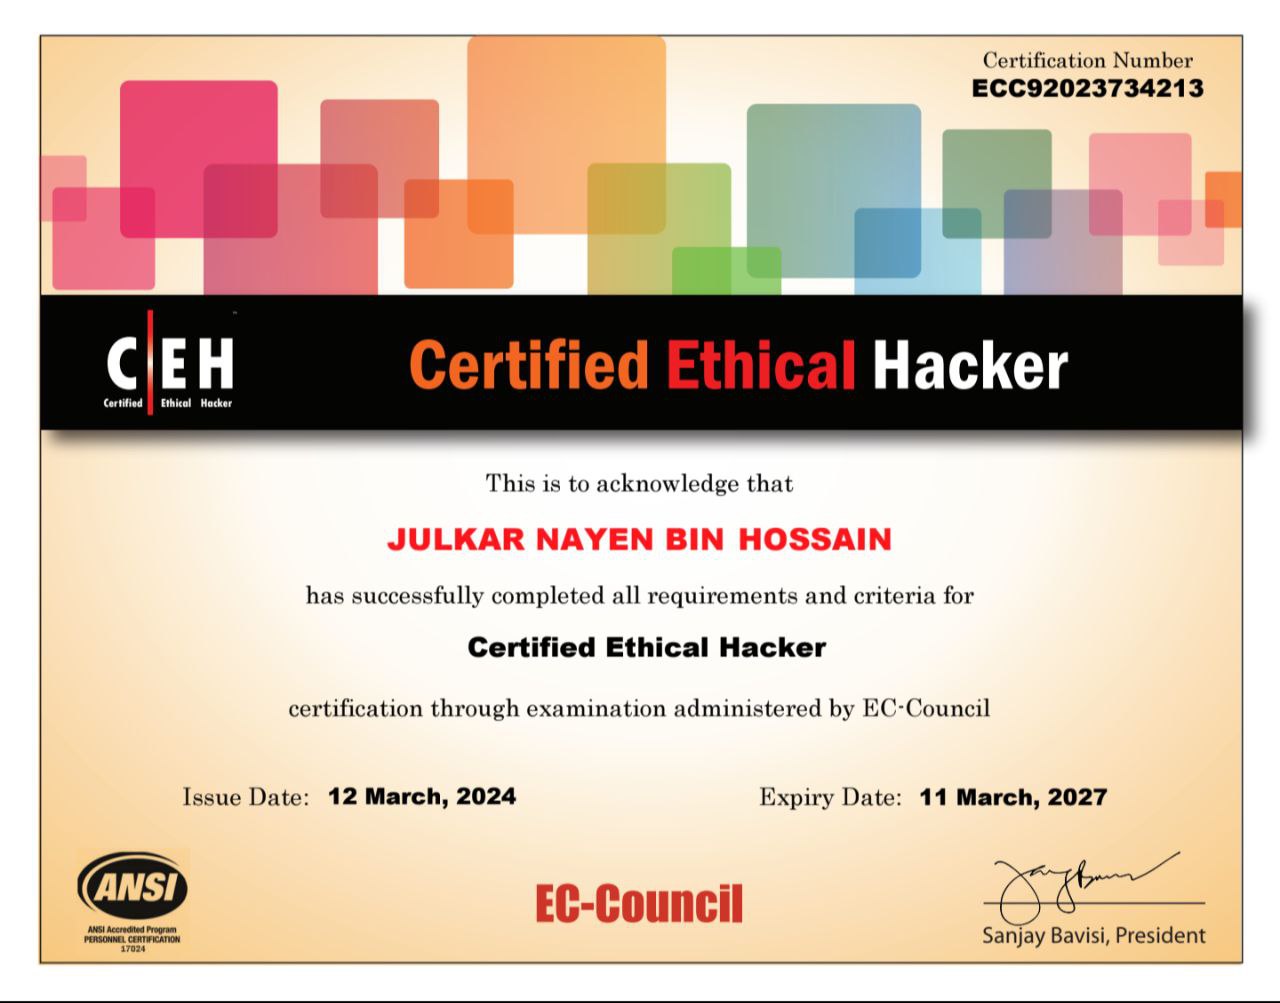 Certification Number
ECC92023734213
C EH
Certified Ethical Hacker
Certified Ethical Hacker
This is to acknowledge that
JULKAR NAYEN BIN HOSSAIN
has successfully completed all requirements and criteria for
Certified Ethical Hacker
certification through examination administered by EC-Council
Issue Date: 12 March, 2024
Expiry Date: 11 March, 2027
ANSI
ANSI Accredited Program
PERSONNEL CERTIFICATION
17024
EC-Council
Sanjay Bavisi, President